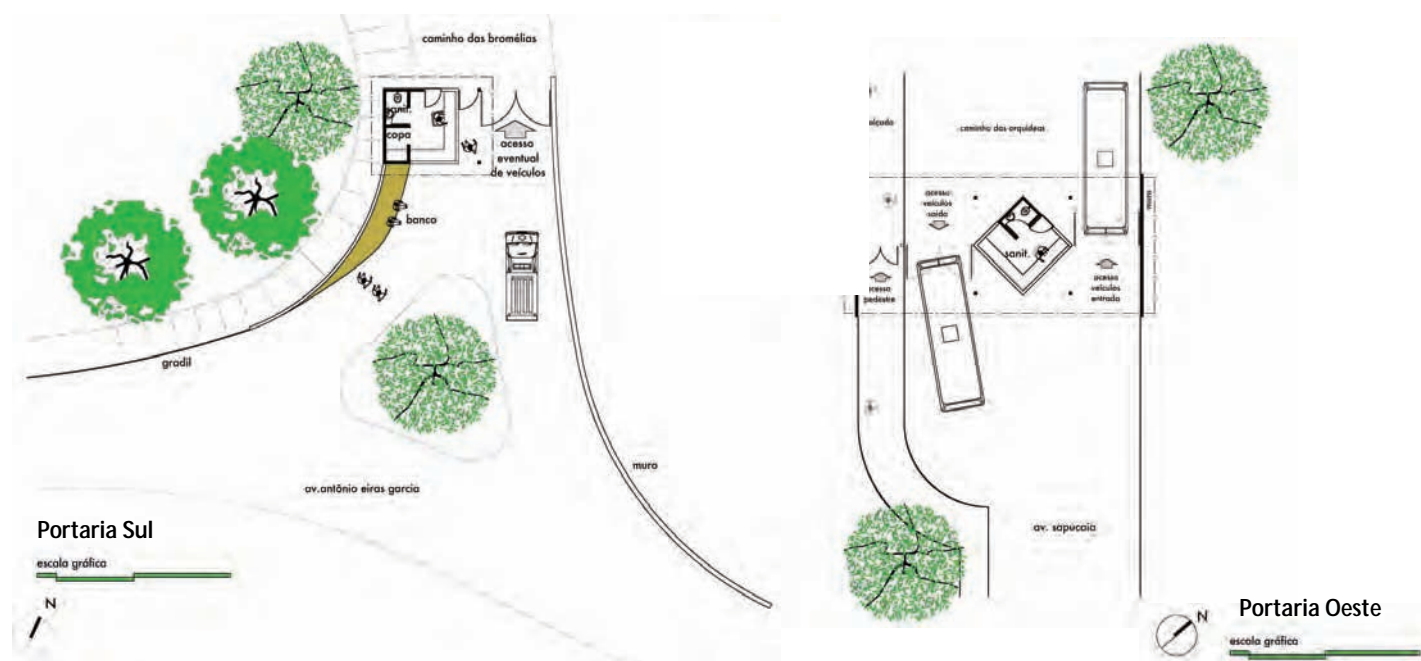 caminho das bromélias
sanit.
copa
acesso
eventual
de veículos
banco
gradil
muro
av.antônio eiras garcia
Portaria Sul
escala gráfica
N
caminho das orquídeas
acesso
veículos
saída
muro
sanit.
acesso
pedestre
acesso
veículos
entrada
av. sapucaia
N
Portaria Oeste
escala gráfica